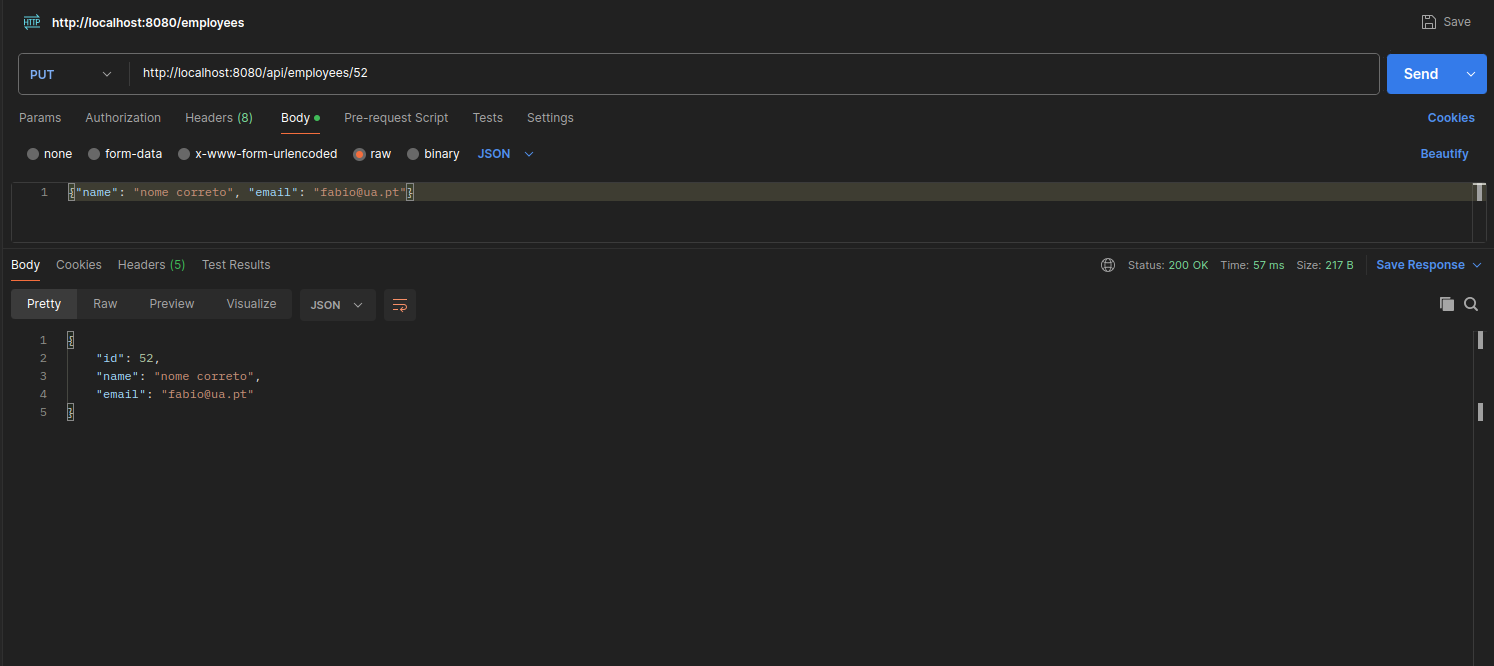 HTTP http://localhost:8080/employees Save
PUT http://localhost:8080/api/employees/52 Send
Params Authorization Headers (8) Body Pre-request Script Tests Settings Cookies
none form-data x-www-form-urlencoded raw binary JSON Beautify
1 {"name": "nome correto", "email": "fabio@ua.pt"}
Body Cookies Headers (5) Test Results Status: 200 OK Time: 57 ms Size: 217 B Save Response
Pretty Raw Preview Visualize JSON
1 {
2 "id": 52,
3 "name": "nome correto",
4 "email": "fabio@ua.pt"
5 }